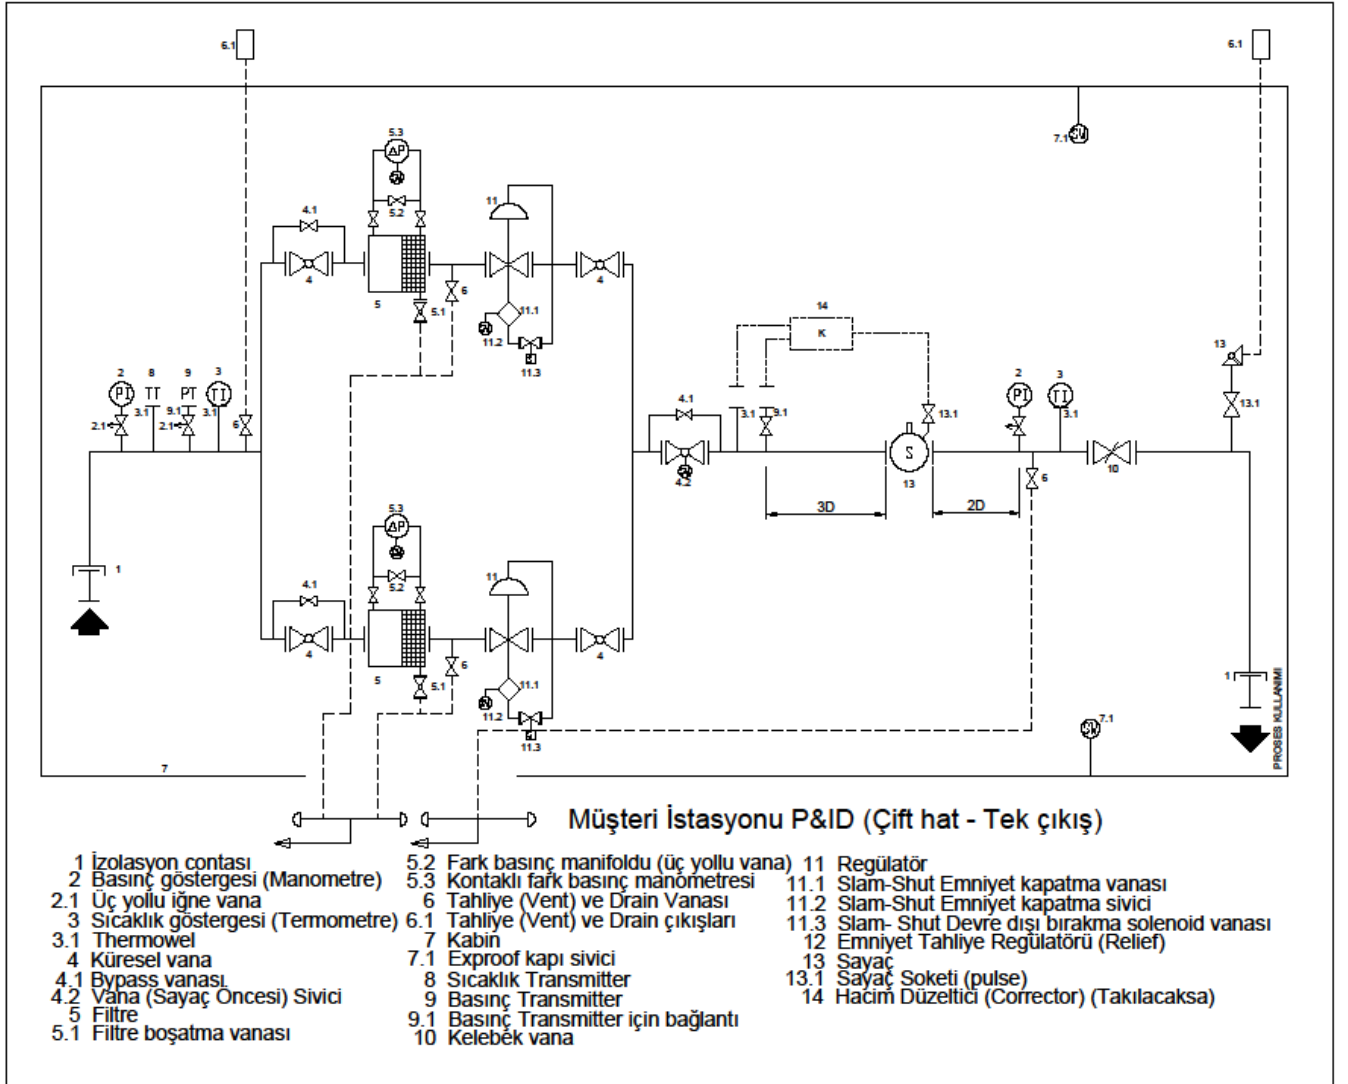 6.1
6.1
7.1 SW
5.3
ΔP
5.2
4.1
11
4
5
5.1
6
11.1
11.2
11.3
4
14
K
2 8 9 3
PI TT PT TI
2.1 3.1 2.1 9.1 3.1 6
4.1
4.2
3.1 9.1
13.1
S
13
3D
2D
2 3
PI TI
3.1
6
10
13
13.1
1
5.3
ΔP
5.2
4.1
11
4
5
5.1
6
11.1
11.2
11.3
4
1
PROSES KULLANIMI
SW 7.1
7
Müşteri İstasyonu P&ID (Çift hat - Tek çıkış)
1 İzolasyon contası
2 Basınç göstergesi (Manometre)
2.1 Üç yollu iğne vana
3 Sıcaklık göstergesi (Termometre)
3.1 Thermowel
4 Küresel vana
4.1 Bypass vanası
4.2 Vana (Sayaç Öncesi) Sivici
5 Filtre
5.1 Filtre boşatma vanası
5.2 Fark basınç manifoldu (üç yollu vana)
5.3 Kontaklı fark basınç manometresi
6 Tahliye (Vent) ve Drain Vanası
6.1 Tahliye (Vent) ve Drain çıkışları
7 Kabin
7.1 Exproof kapı sivici
8 Sıcaklık Transmitter
9 Basınç Transmitter
9.1 Basınç Transmitter için bağlantı
10 Kelebek vana
11 Regülatör
11.1 Slam-Shut Emniyet kapatma vanası
11.2 Slam-Shut Emniyet kapatma sivici
11.3 Slam- Shut Devre dışı bırakma solenoid vanası
12 Emniyet Tahliye Regülatörü (Relief)
13 Sayaç
13.1 Sayaç Soketi (pulse)
14 Hacim Düzeltici (Corrector) (Takılacaksa)